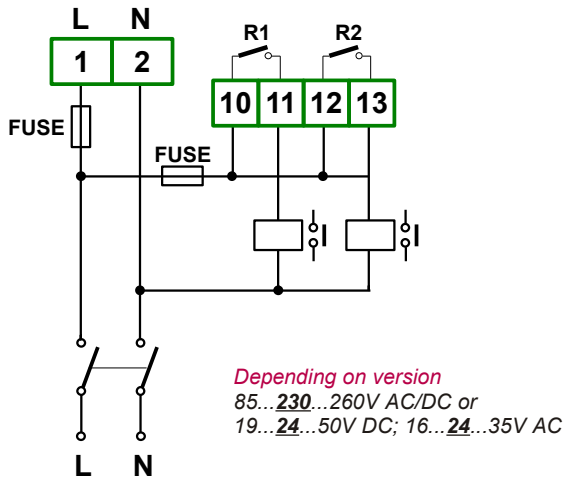 L N
1 2
R1 R2
10 11 12 13
FUSE
FUSE
Depending on version
85...230...260V AC/DC or
19...24...50V DC; 16...24...35V AC
L N